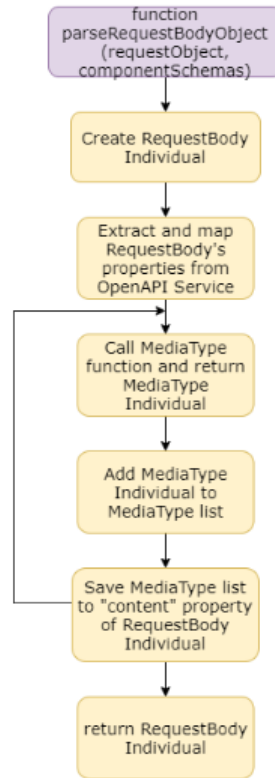 function
parseRequestBodyObject
(requestObject,
componentSchemas)
Create RequestBody
Individual
Extract and map
RequestBody's
properties from
OpenAPI Service
Call MediaType
function and return
MediaType
Individual
Add MediaType
Individual to
MediaType list
Save MediaType list
to "content" property
of RequestBody
Individual
return RequestBody
Individual